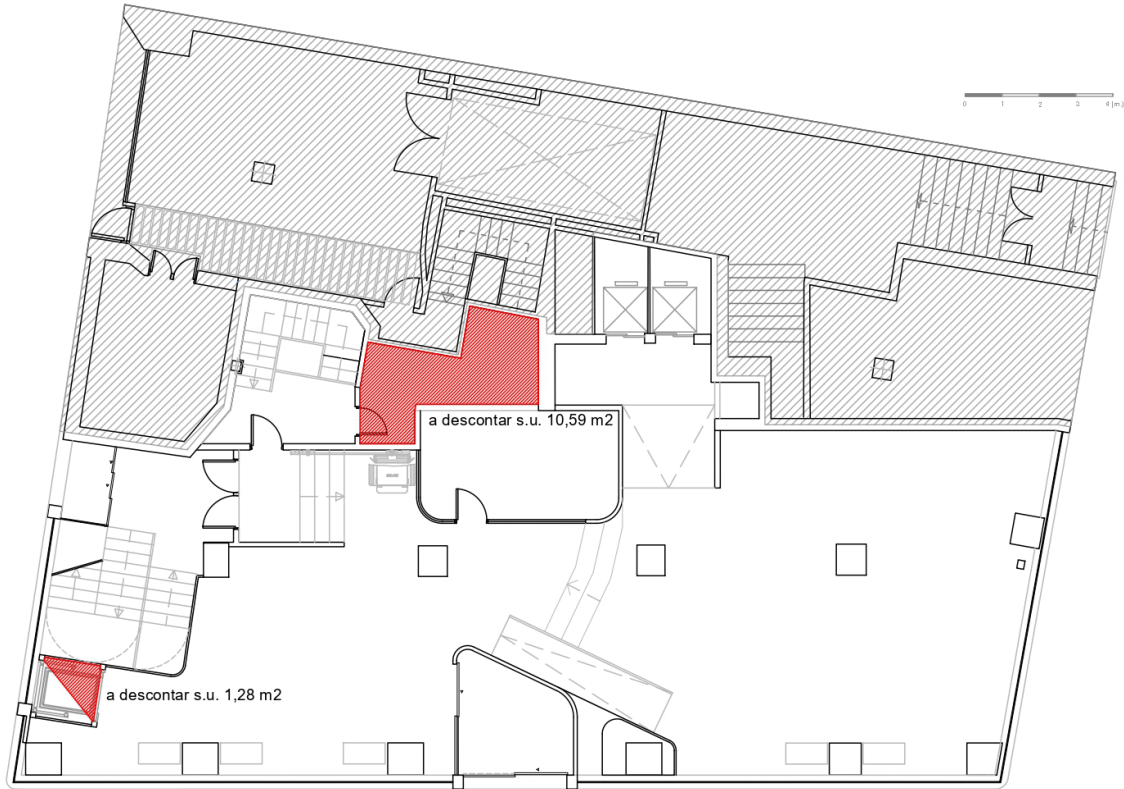 0 1 2 3 4 (m.)
a descontar s.u. 10,59 m2
a descontar s.u. 1,28 m2